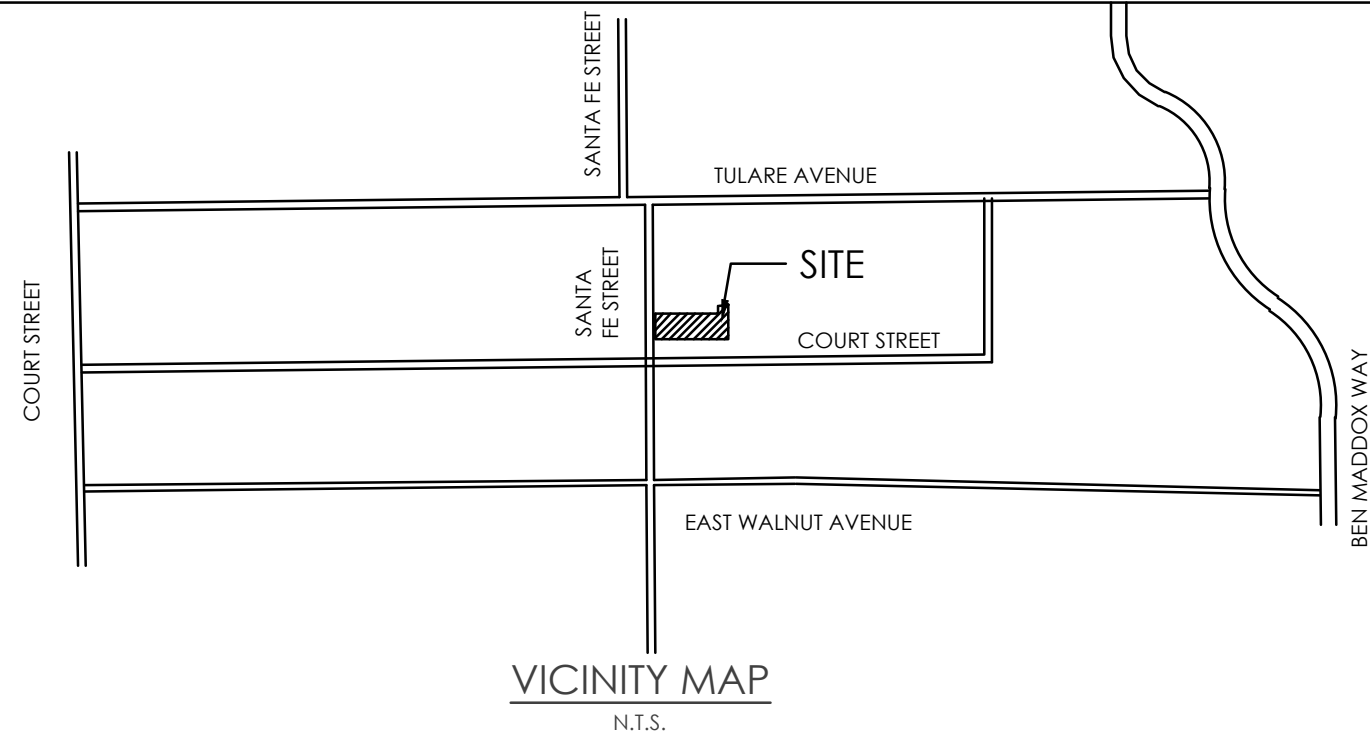 SANTA FE STREET
TULARE AVENUE
SITE
SANTA
FE STREET
COURT STREET
COURT STREET
BEN MADDOX WAY
EAST WALNUT AVENUE
VICINITY MAP
N.T.S.